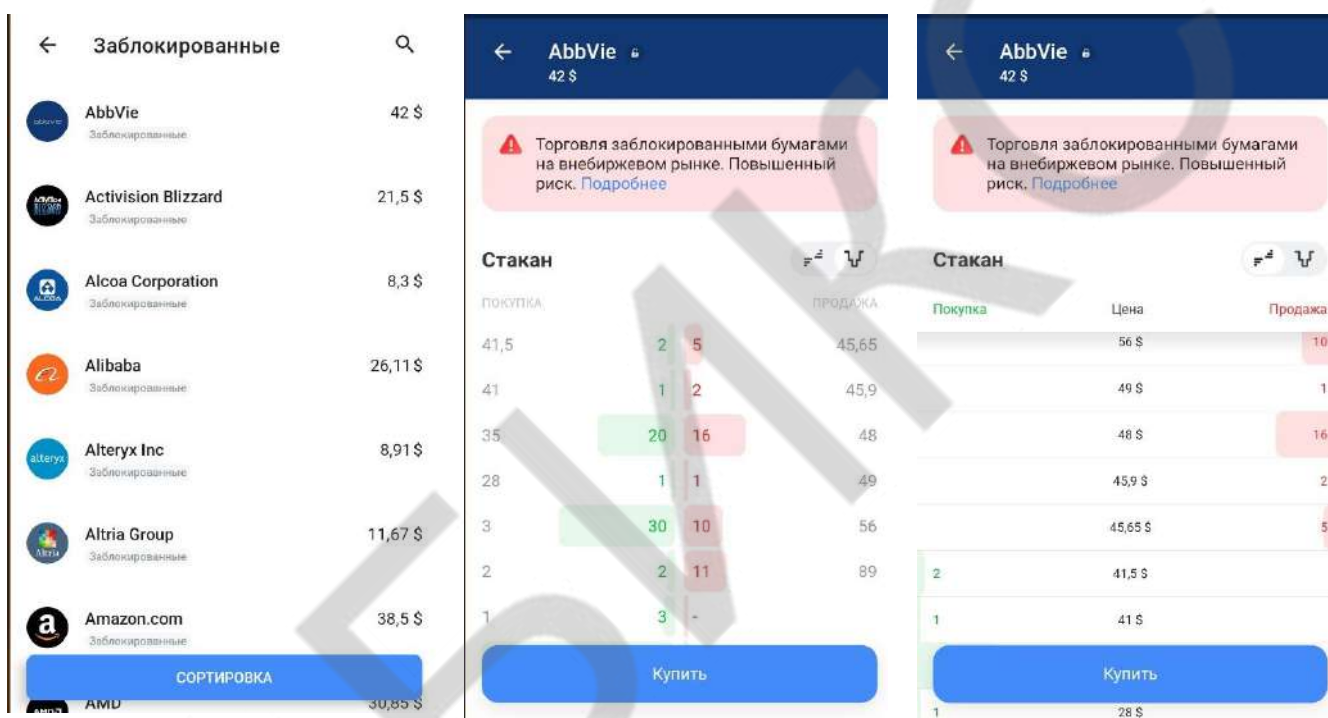 Заблокированные
AbbVie
42 $
Заблокированные
Activision Blizzard
21,5 $
Заблокированные
Alcoa Corporation
8,3 $
Заблокированные
Alibaba
26,11 $
Заблокированные
alteryx
Alteryx Inc
8,91 $
Заблокированные
Altria
Altria Group
11,67 $
Заблокированные
Amazon.com
38,5 $
Заблокированные
СОРТИРОВКА
AMD
30,85 $
AbbVie
42 $
Торговля заблокированными бумагами
на внебиржевом рынке. Повышенный
риск. Подробнее
Стакан
ПОКУПКА ПРОДАЖА
41,5 2 5 45,65
41 1 2 45,9
35 20 16 48
28 1 1 49
3 30 10 56
2 2 11 89
1 3 -
Купить
AbbVie
42 $
Торговля заблокированными бумагами
на внебиржевом рынке. Повышенный
риск. Подробнее
Стакан
Покупка Цена Продажа
56 $ 10
49 $ 1
48 $ 16
45,9 $ 2
45,65 $ 5
2 41,5 $
1 41 $
Купить
1 28 $